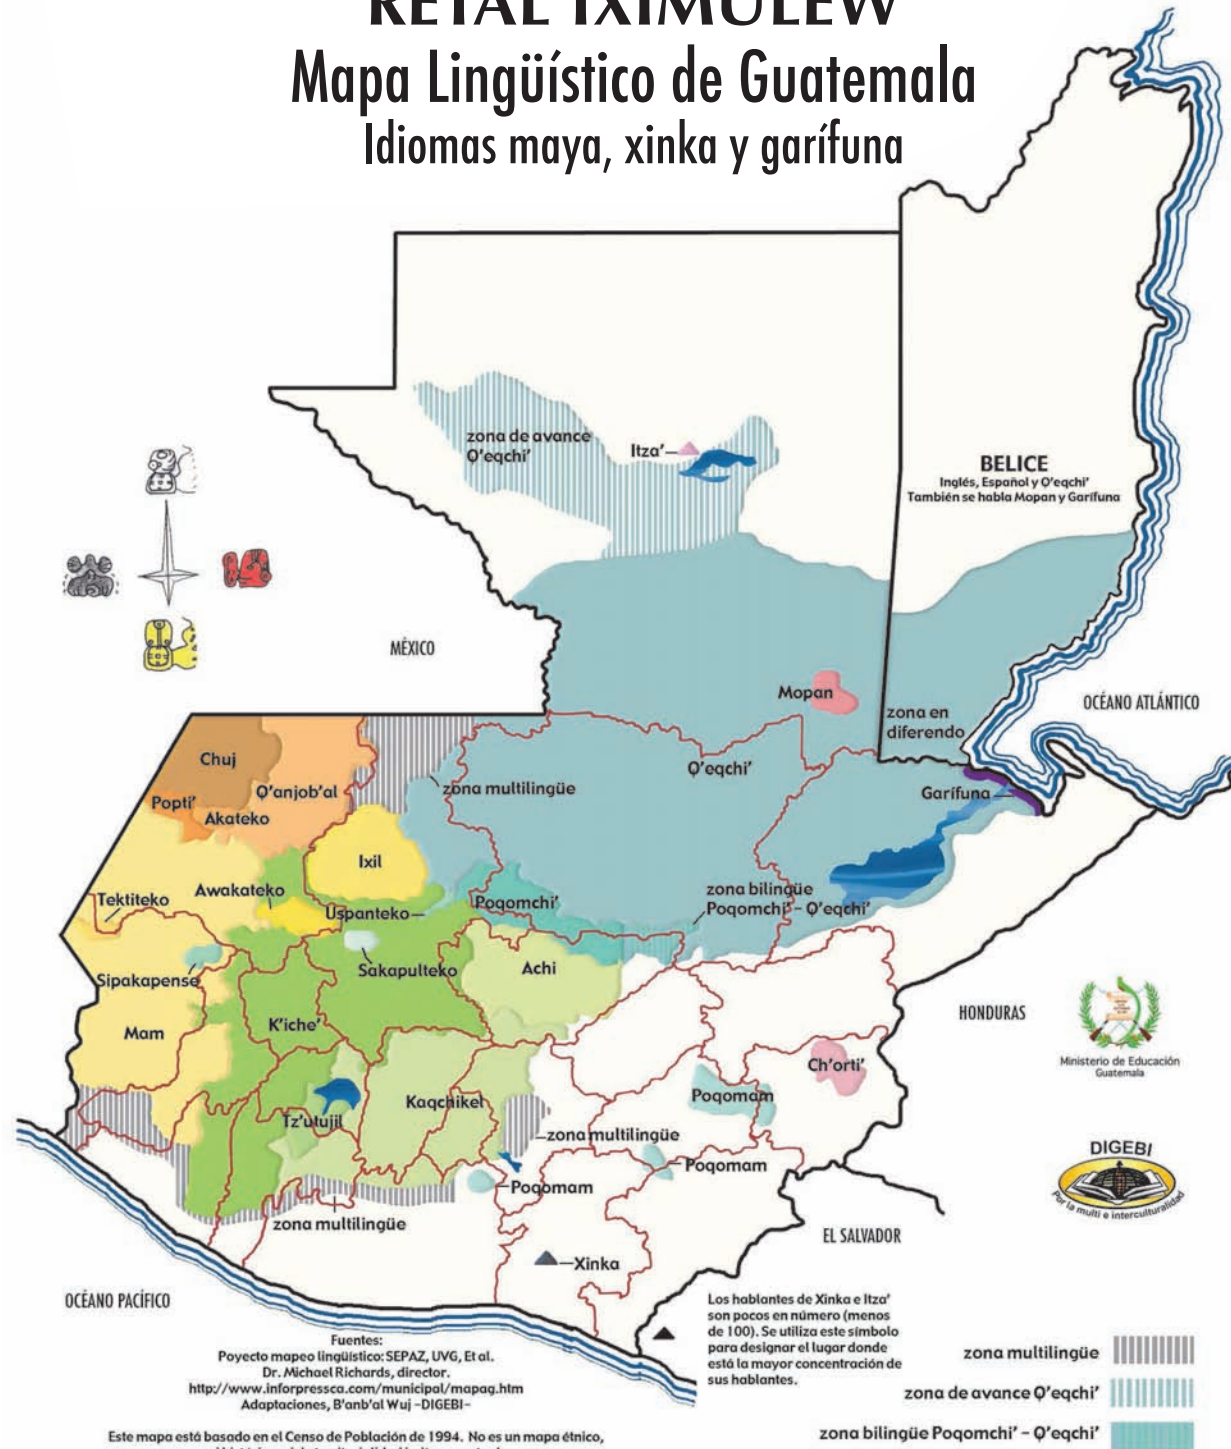 RETAL IXIMULEW
Mapa Lingüístico de Guatemala
Idiomas maya, xinka y garífuna
zona de avance
Q'eqchi'
Itza'
BELICE
Inglés, Español y Q'eqchi'
También se habla Mopan y Garífuna
MÉXICO
Mopan
zona en
diferendo
OCÉANO ATLÁNTICO
Chuj
Q'anjob'al
Popti'
Akateko
zona multilingüe
Q'eqchi'
Garífuna
Ixil
Tektiteko
Awakateko
Uspanteko
Poqomchi'
zona bilingüe
Poqomchi' - Q'eqchi'
Sipakapense
Sakapulteko
Achi
Mam
K'iche'
HONDURAS
Ministerio de Educación
Guatemala
Ch'orti'
Tz'utujil
Kaqchikel
Poqomam
zona multilingüe
Poqomam
Poqomam
zona multilingüe
DIGEBI
Por la multi e interculturalidad
EL SALVADOR
Xinka
OCÉANO PACÍFICO
Los hablantes de Xinka e Itza'
son pocos en número (menos
de 100). Se utiliza este símbolo
para designar el lugar donde
está la mayor concentración de
sus hablantes.
Fuentes:
Poyecto mapeo lingüístico: SEPAZ, UVG, Et al.
Dr. Michael Richards, director.
http://www.inforpressca.com/municipal/mapag.htm
Adaptaciones, B'anb'al Wuj -DIGEBI-
zona multilingüe
zona de avance Q'eqchi'
zona bilingüe Poqomchi' - Q'eqchi'
Este mapa está basado en el Censo de Población de 1994. No es un mapa étnico,